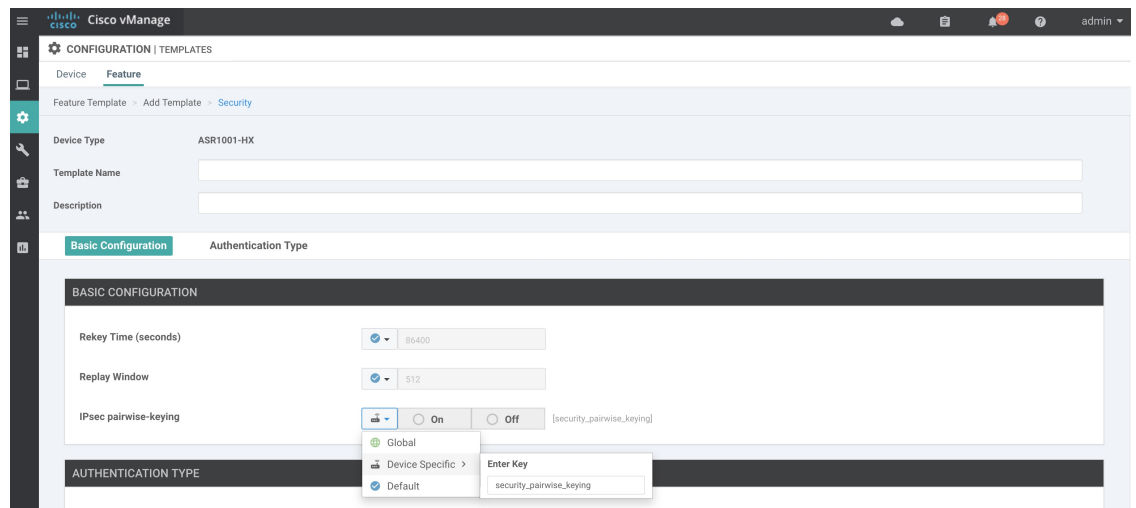 CISCO Cisco vManage 28 admin
CONFIGURATION | TEMPLATES
Device Feature
Feature Template > Add Template > Security
Device Type ASR1001-HX
Template Name
Description
Basic Configuration Authentication Type
BASIC CONFIGURATION
Rekey Time (seconds) 86400
Replay Window 512
IPsec pairwise-keying On Off [security_pairwise_keying]
Global
Device Specific > Enter Key
Default security_pairwise_keying
AUTHENTICATION TYPE